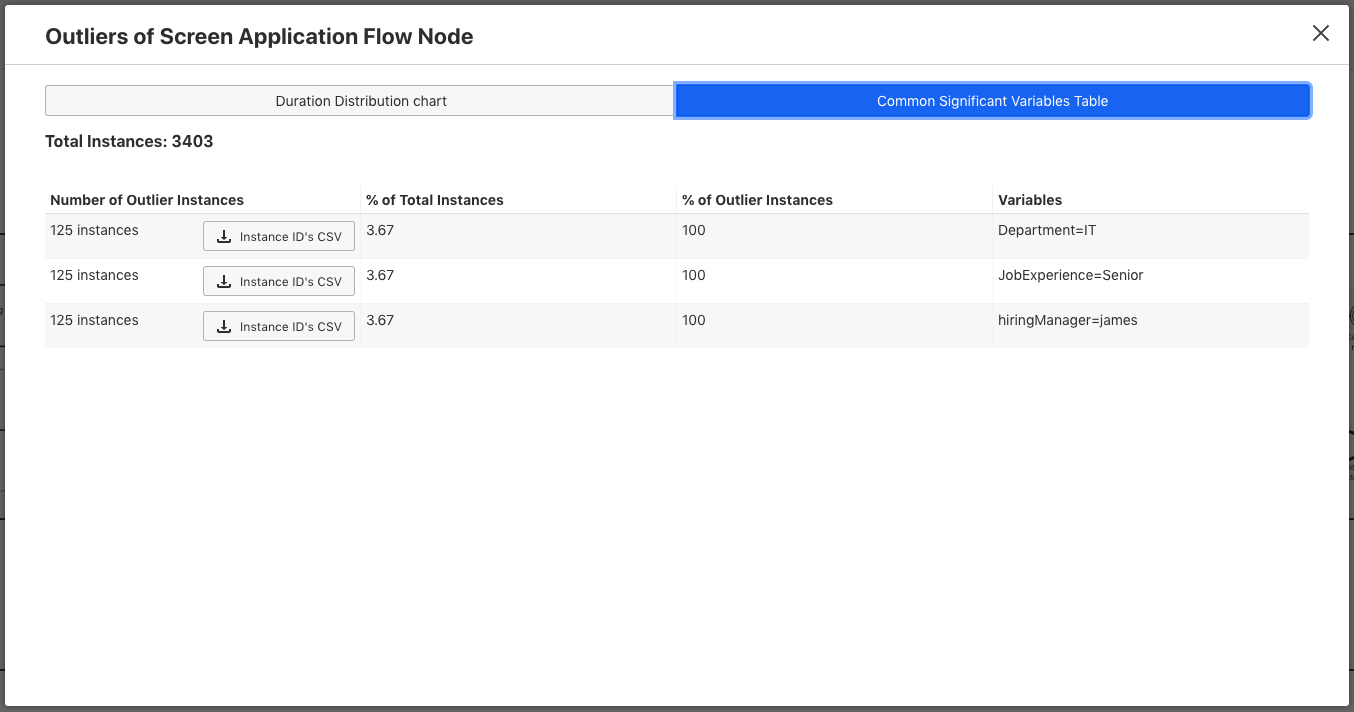 Outliers of Screen Application Flow Node
Duration Distribution chart
Common Significant Variables Table
Total Instances: 3403
Number of Outlier Instances % of Total Instances % of Outlier Instances Variables
125 instances Instance ID's CSV 3.67 100 Department=IT
125 instances Instance ID's CSV 3.67 100 JobExperience=Senior
125 instances Instance ID's CSV 3.67 100 hiringManager=james